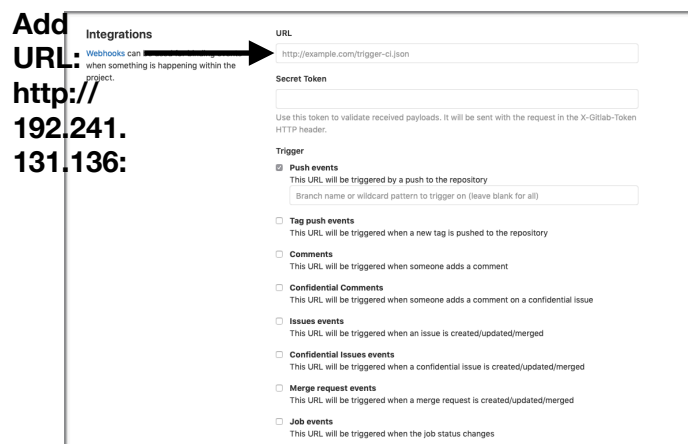 Add
URL:
http://
192.241.
131.136:
Integrations
Webhooks can be
when something is happening within the
project.
URL
http://example.com/trigger-ci.json
Secret Token
Use this token to validate received payloads. It will be sent with the request in the X-Gitlab-Token
HTTP header.
Trigger
Push events
This URL will be triggered by a push to the repository
Branch name or wildcard pattern to trigger on (leave blank for all)
Tag push events
This URL will be triggered when a new tag is pushed to the repository
Comments
This URL will be triggered when someone adds a comment
Confidential Comments
This URL will be triggered when someone adds a comment on a confidential issue
Issues events
This URL will be triggered when an issue is created/updated/merged
Confidential Issues events
This URL will be triggered when a confidential issue is created/updated/merged
Merge request events
This URL will be triggered when a merge request is created/updated/merged
Job events
This URL will be triggered when the job status changes